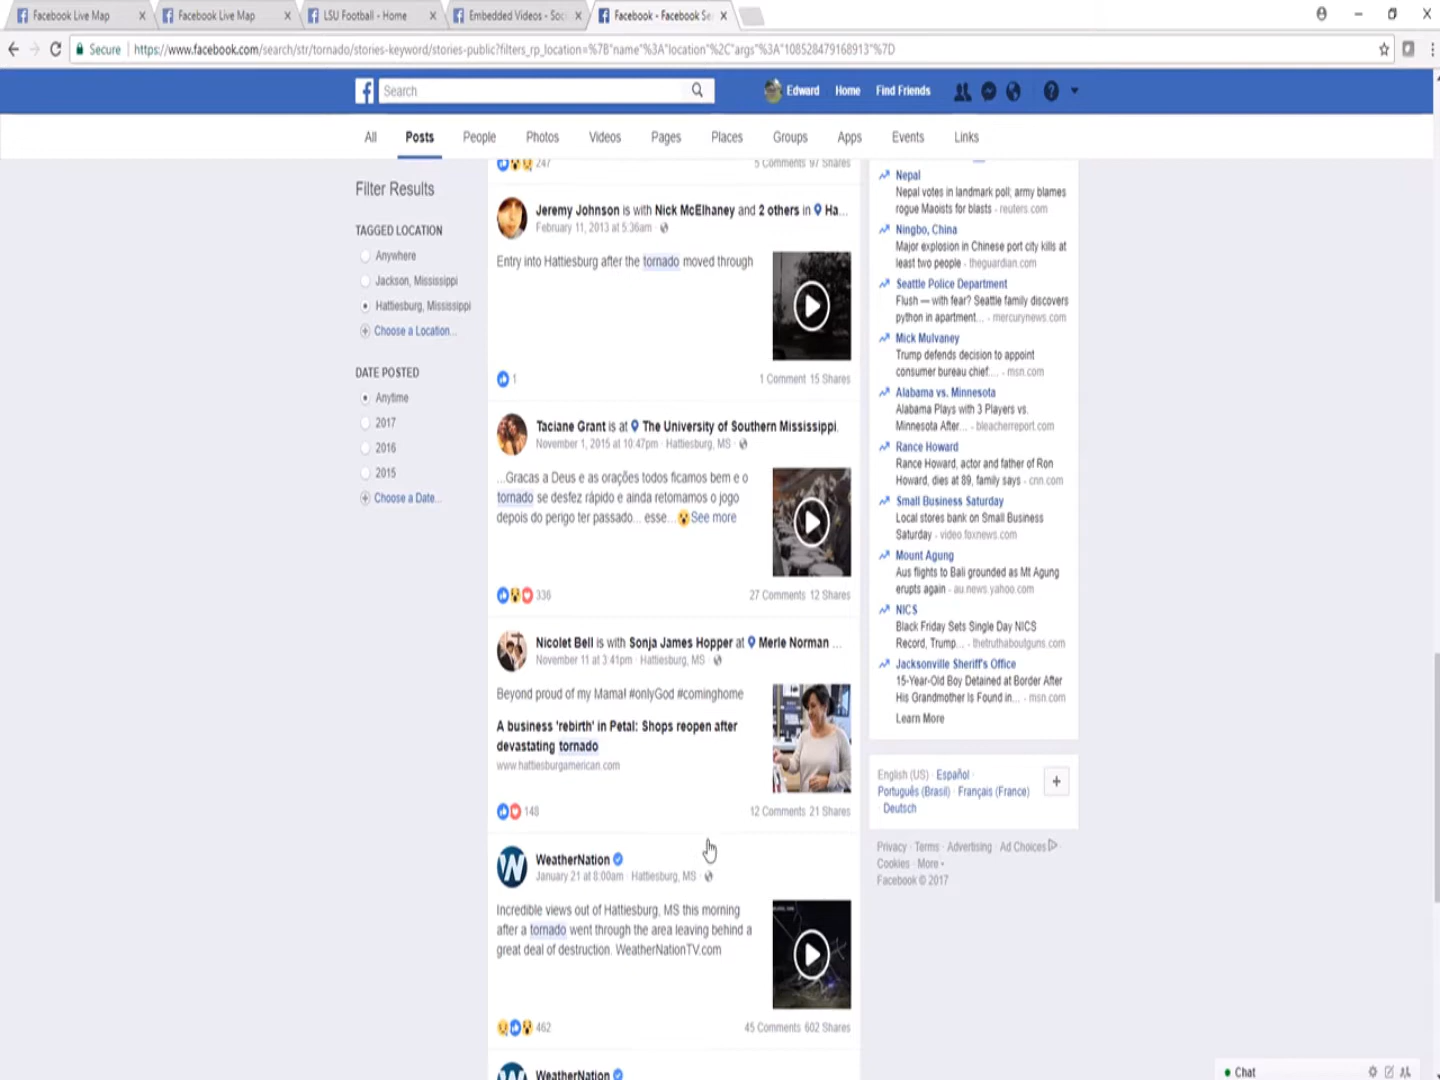 Facebook Live Map
Facebook Live Map
LSU Football - Home
Embedded Videos - Soc
Facebook - Facebook Se
Secure
https://www.facebook.com/search/str/tornado/stories-keyword/stories-public?filters_rp_location=%7B"name"%3A"location"%2C"args"%3A"108528479168913"%7D
Search
Edward
Home
Find Friends
All
Posts
People
Photos
Videos
Pages
Places
Groups
Apps
Events
Links
Filter Results
TAGGED LOCATION
Anywhere
Jackson, Mississippi
Hattiesburg, Mississippi
Choose a Location...
DATE POSTED
Anytime
2017
2016
2015
Choose a Date...
247
5 Comments 97 Shares
Jeremy Johnson is with Nick McElhaney and 2 others in Ha...
February 11, 2013 at 5:36am ·
Entry into Hattiesburg after the tornado moved through
1
1 Comment 15 Shares
Taciane Grant is at The University of Southern Mississippi.
November 1, 2015 at 10:47pm · Hattiesburg, MS ·
...Gracas a Deus e as orações todos ficamos bem e o
tornado se desfez rápido e ainda retomamos o jogo
depois do perigo ter passado... esse...😮See more
336
27 Comments 12 Shares
Nicolet Bell is with Sonja James Hopper at Merle Norman ...
November 11 at 3:41pm · Hattiesburg, MS ·
Beyond proud of my Mama! #onlyGod #cominghome
A business 'rebirth' in Petal: Shops reopen after
devastating tornado
www.hattiesburgamerican.com
148
12 Comments 21 Shares
W
WeatherNation
January 21 at 8:00am · Hattiesburg, MS ·
Incredible views out of Hattiesburg, MS this morning
after a tornado went through the area leaving behind a
great deal of destruction. WeatherNationTV.com
462
45 Comments 602 Shares
WeatherNation
Nepal
Nepal votes in landmark poll; army blames
rogue Maoists for blasts - reuters.com
Ningbo, China
Major explosion in Chinese port city kills at
least two people - theguardian.com
Seattle Police Department
Flush — with fear? Seattle family discovers
python in apartment... - mercurynews.com
Mick Mulvaney
Trump defends decision to appoint
consumer bureau chief.... - msn.com
Alabama vs. Minnesota
Alabama Plays with 3 Players vs.
Minnesota After... - bleacherreport.com
Rance Howard
Rance Howard, actor and father of Ron
Howard, dies at 89, family says - cnn.com
Small Business Saturday
Local stores bank on Small Business
Saturday - video.foxnews.com
Mount Agung
Aus flights to Bali grounded as Mt Agung
erupts again - au.news.yahoo.com
NICS
Black Friday Sets Single Day NICS
Record, Trump... - thetruthaboutguns.com
Jacksonville Sheriff's Office
15-Year-Old Boy Detained at Border After
His Grandmother Is Found in... - msn.com
Learn More
English (US) · Español ·
Português (Brasil) · Français (France)
· Deutsch
Privacy · Terms · Advertising · Ad Choices ·
Cookies · More
Facebook © 2017
Chat